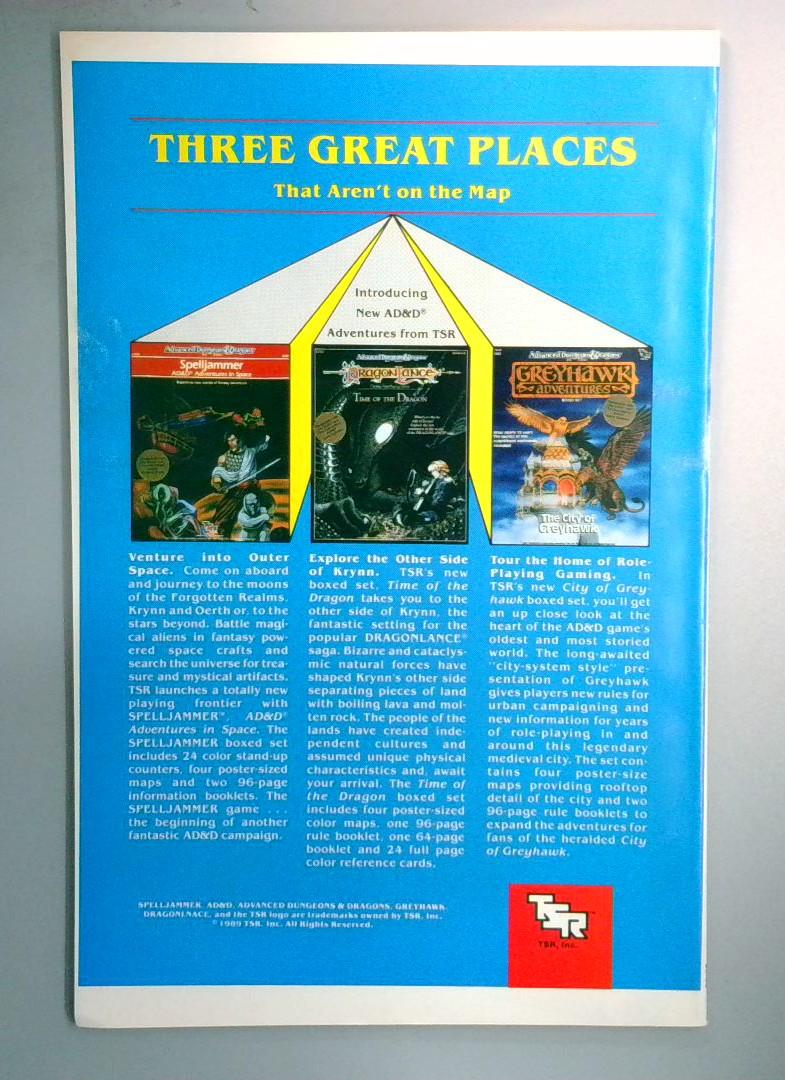 THREE GREAT PLACES
That Aren't on the Map
Introducing
New AD&D®
Adventures from TSR
Advanced Dungeons & Dragons
Spelljammer
AD&D Adventures in Space
Advanced Dungeons & Dragons
DRAGONLANCE
TIME OF THE DRAGON
Advanced Dungeons & Dragons
GREYHAWK
ADVENTURES
The City of
Greyhawk
Venture into Outer
Space. Come on aboard
and journey to the moons
of the Forgotten Realms,
Krynn and Oerth or, to the
stars beyond. Battle magi-
cal aliens in fantasy pow-
ered space crafts and
search the universe for trea-
sure and mystical artifacts.
TSR launches a totally new
playing frontier with
SPELLJAMMER™, AD&D®
Adventures in Space. The
SPELLJAMMER boxed set
includes 24 color stand-up
counters, four poster-sized
maps and two 96-page
information booklets. The
SPELLJAMMER game . . .
the beginning of another
fantastic AD&D campaign.
Explore the Other Side
of Krynn. TSR's new
boxed set, Time of the
Dragon takes you to the
other side of Krynn, the
fantastic setting for the
popular DRAGONLANCE®
saga. Bizarre and cataclys-
mic natural forces have
shaped Krynn's other side
separating pieces of land
with boiling lava and mol-
ten rock. The people of the
lands have created inde-
pendent cultures and
assumed unique physical
characteristics and, await
your arrival. The Time of
the Dragon boxed set
includes four poster-sized
color maps, one 96-page
rule booklet, one 64-page
booklet and 24 full page
color reference cards.
Tour the Home of Role-
Playing Gaming. In
TSR's new City of Grey-
hawk boxed set, you'll get
an up close look at the
heart of the AD&D game's
oldest and most storied
world. The long-awaited
"city-system style" pre-
sentation of Greyhawk
gives players new rules for
urban campaigning and
new information for years
of role-playing in and
around this legendary
medieval city. The set con-
tains four poster-size
maps providing rooftop
detail of the city and two
96-page rule booklets to
expand the adventures for
fans of the heralded City
of Greyhawk.
SPELLJAMMER, AD&D, ADVANCED DUNGEONS & DRAGONS, GREYHAWK,
DRAGONLNACE, and the TSR logo are trademarks owned by TSR, Inc.
© 1989 TSR, Inc. All Rights Reserved.
TSR™
TSR, Inc.